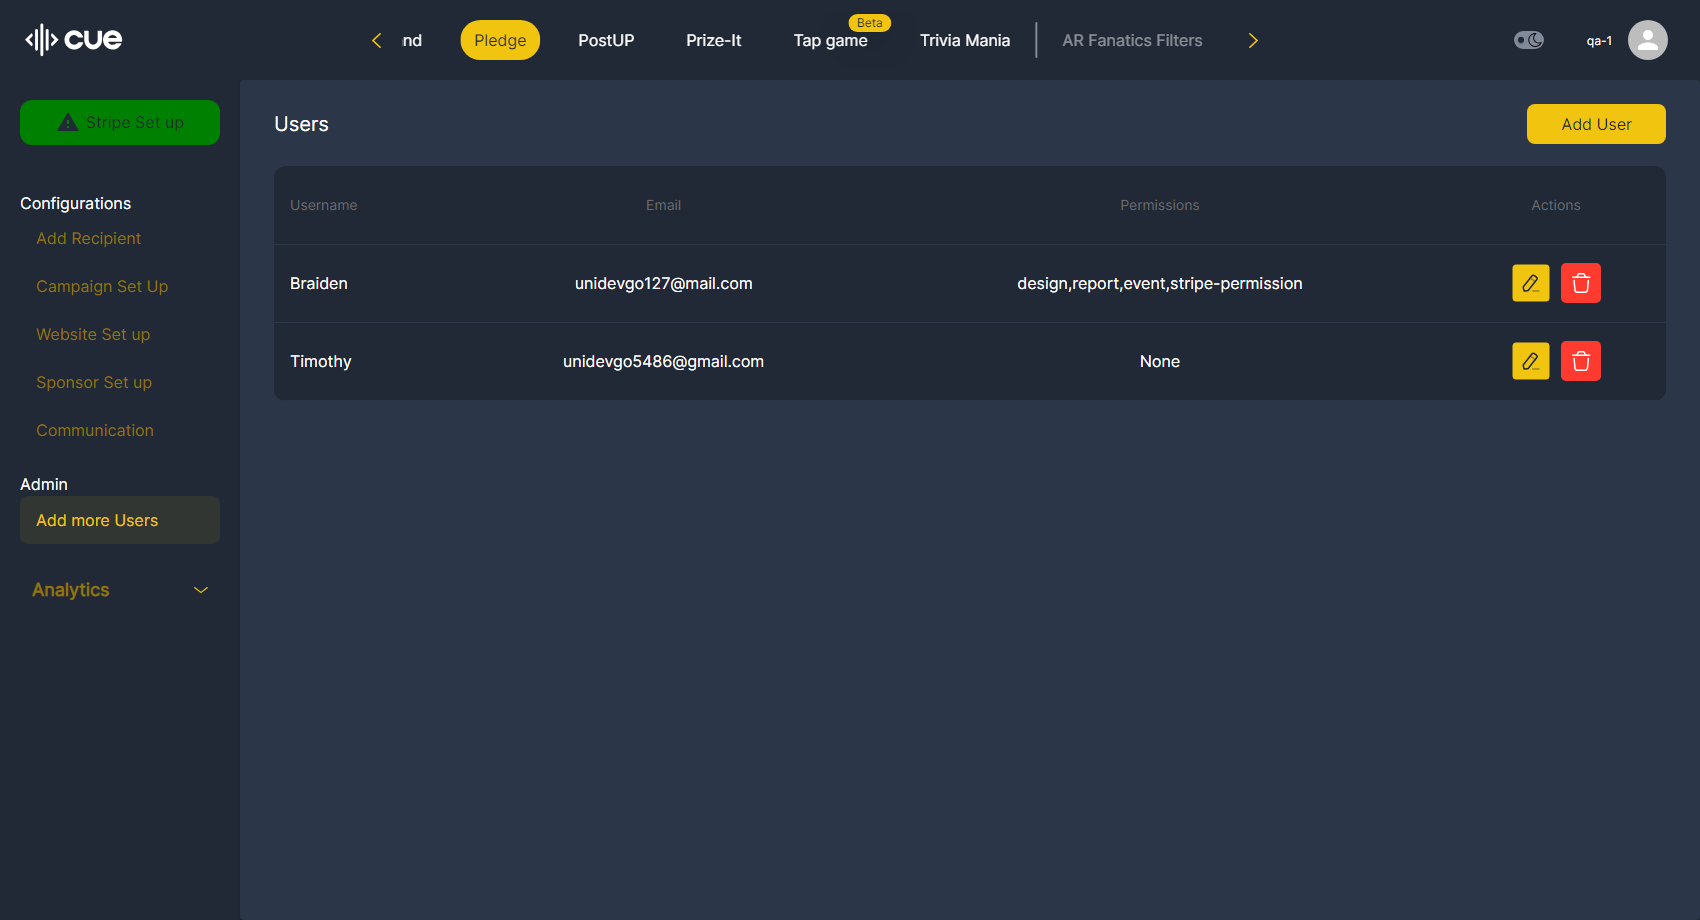 cue
nd
Pledge
PostUP
Prize-It
Tap game
Beta
Trivia Mania
AR Fanatics Filters
qa-1
Stripe Set up
Configurations
Add Recipient
Campaign Set Up
Website Set up
Sponsor Set up
Communication
Admin
Add more Users
Analytics
Users
Add User
Username Email Permissions Actions
Braiden unidevgo127@mail.com design,report,event,stripe-permission
Timothy unidevgo5486@gmail.com None